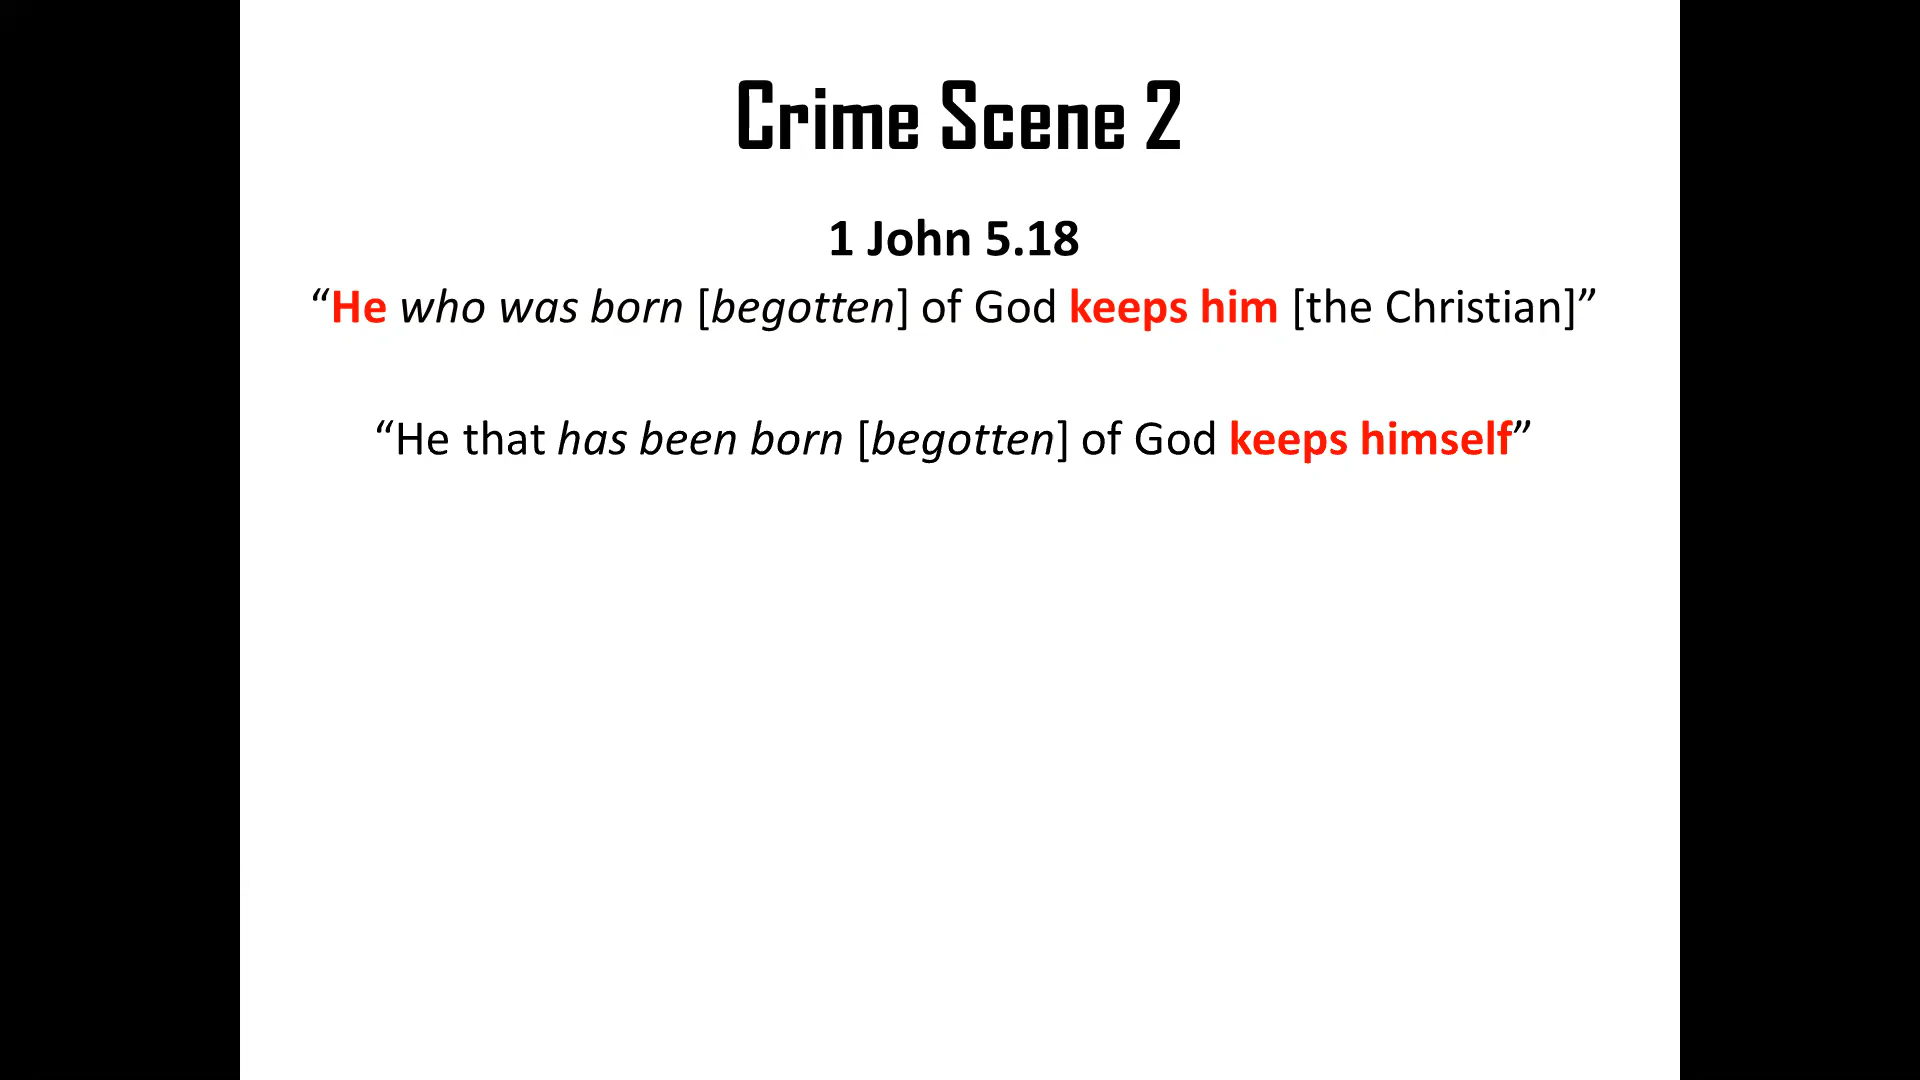 Crime Scene 2
1 John 5.18
“He who was born [begotten] of God keeps him [the Christian]”
“He that has been born [begotten] of God keeps himself”